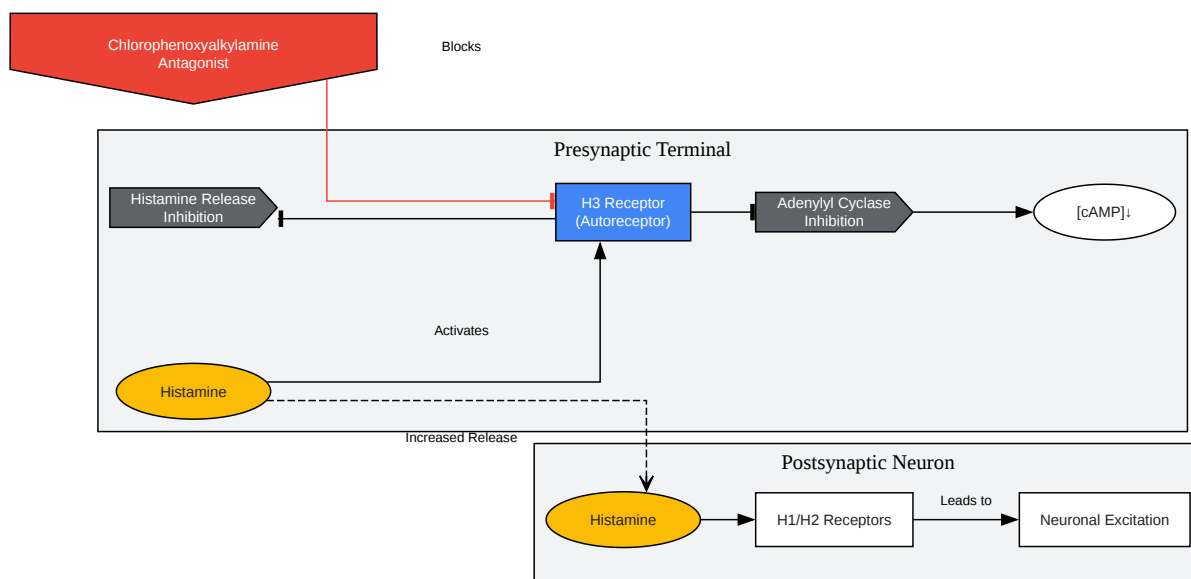 Chlorophenoxyalkylamine
Antagonist
Blocks
Presynaptic Terminal
Histamine Release
Inhibition
H3 Receptor
(Autoreceptor)
Adenylyl Cyclase
Inhibition
[cAMP]↓
Activates
Histamine
Increased Release
Postsynaptic Neuron
Histamine
H1/H2 Receptors
Leads to
Neuronal Excitation